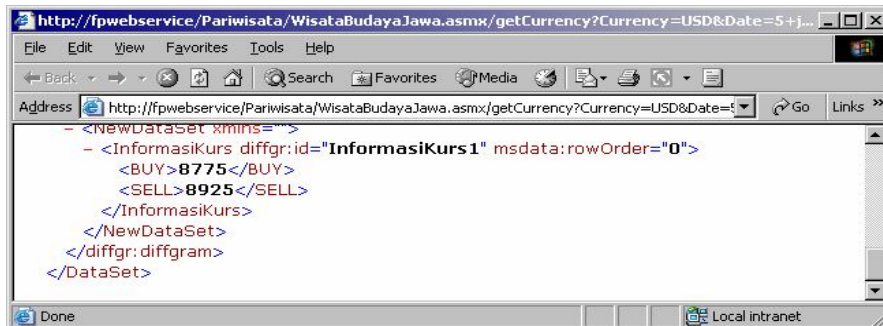 http://fpwebservice/Pariwisata/WisataBudayaJawa.asmx/getCurrency?Currency=USD&Date=5+j...
File Edit View Favorites Tools Help
Back Search Favorites Media
Address http://fpwebservice/Pariwisata/WisataBudayaJawa.asmx/getCurrency?Currency=USD&Date=5 Go Links »
– <NewDataSet xmlns="">
– <InformasiKurs diffgr:id="InformasiKurs1" msdata:rowOrder="0">
<BUY>8775</BUY>
<SELL>8925</SELL>
</InformasiKurs>
</NewDataSet>
</diffgr:diffgram>
</DataSet>
Done Local intranet